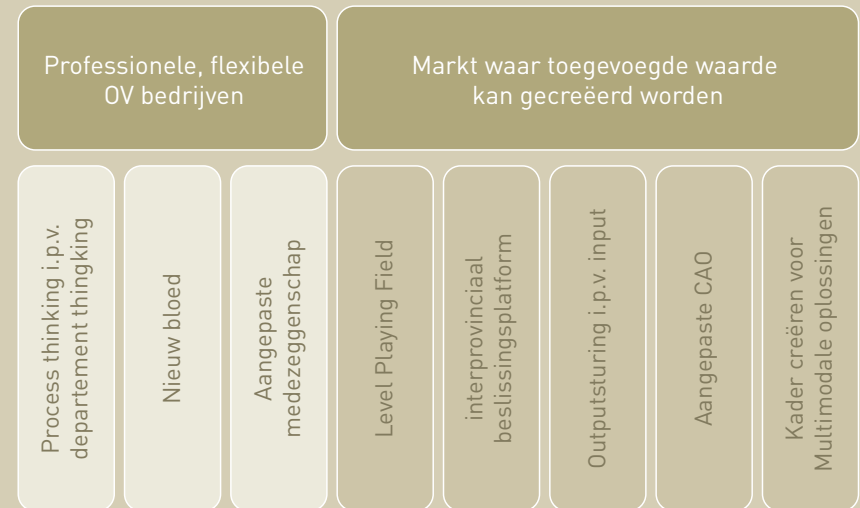 Professionele, flexibele
OV bedrijven
Markt waar toegevoegde waarde
kan gecreëerd worden
Process thinking i.p.v.
departement thingking
Nieuw bloed
Aangepaste
medezeggenschap
Level Playing Field
interprovinciaal
beslissingsplatform
Outputsturing i.p.v. input
Aangepaste CAO
Kader creëren voor
Multimodale oplossingen